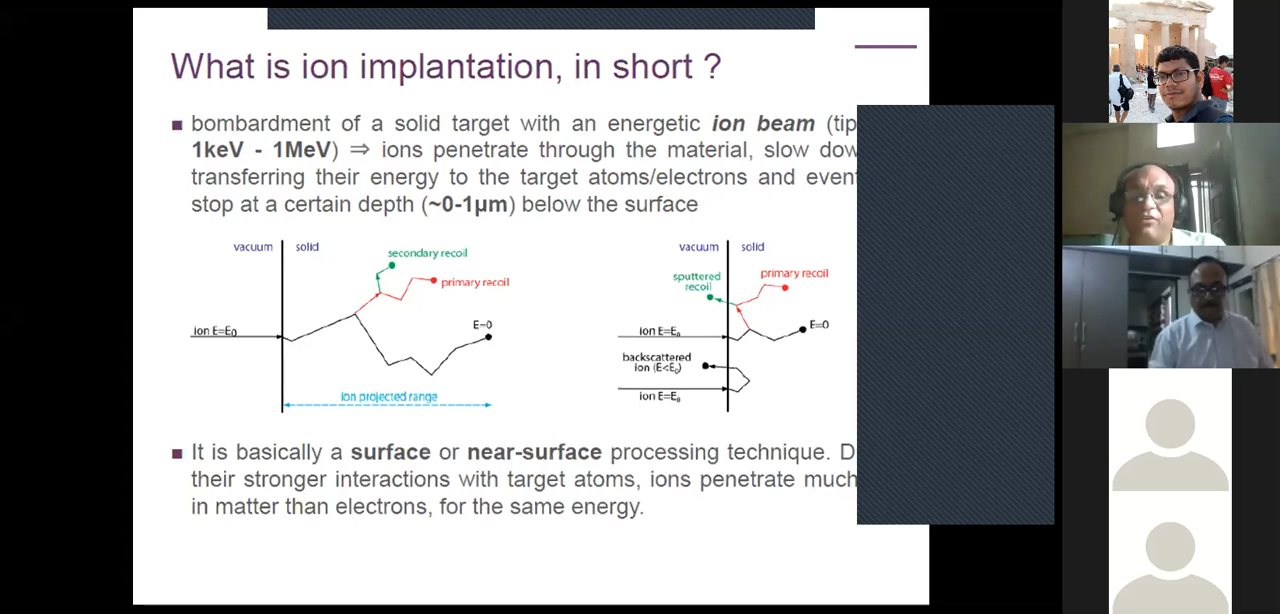 What is ion implantation, in short ?
bombardment of a solid target with an energetic ion beam
1keV - 1MeV) ⇒ ions penetrate through the material, slow
transferring their energy to the target atoms/electrons and
stop at a certain depth (~0-1µm) below the surface
vacuum solid
secondary recoil
primary recoil
ion E=E0
E=0
ion projected range
vacuum solid
sputtered
recoil
primary recoil
ion E=E0
E=0
backscattered
ion (E<E0)
ion E=E0
It is basically a surface or near-surface processing technique.
their stronger interactions with target atoms, ions penetrate much
in matter than electrons, for the same energy.